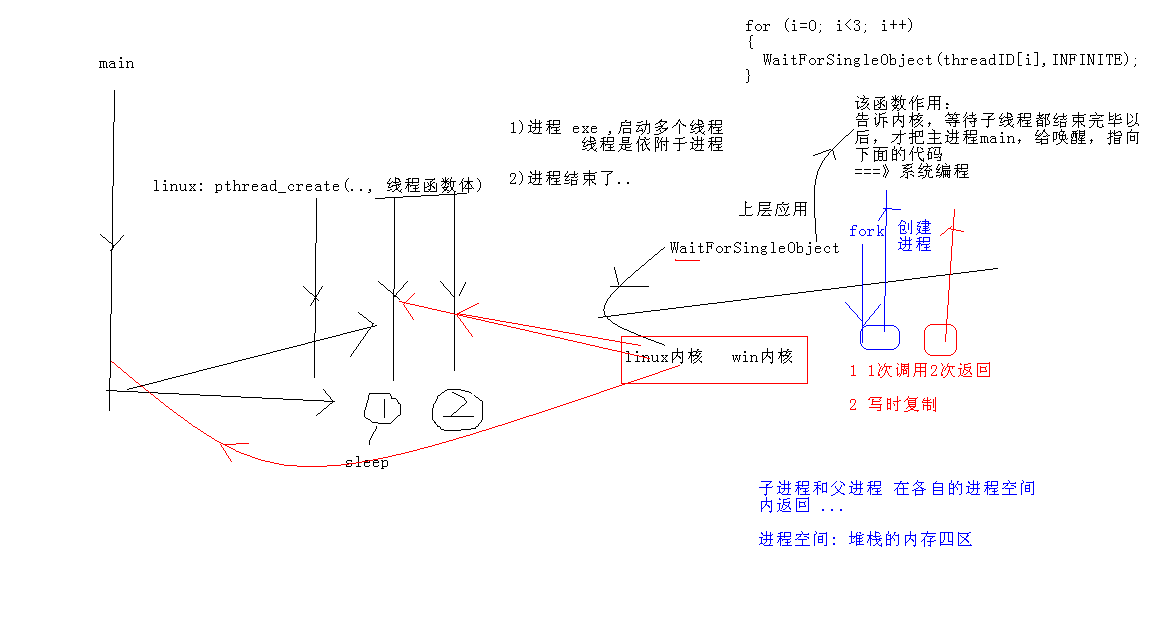 for (i=0; i<3; i++)
{
WaitForSingleObject(threadID[i],INFINITE);
}
main
该函数作用:
告诉内核，等待子线程都结束完毕以
后，才把主进程main，给唤醒，指向
下面的代码
===》系统编程
1)进程 exe ,启动多个线程
线程是依附于进程
2)进程结束了..
linux: pthread_create(.., 线程函数体)
上层应用
fork
创建
进程
WaitForSingleObject
linux内核 win内核
1 1次调用2次返回
2 写时复制
1
2
sleep
子进程和父进程 在各自的进程空间
内返回 ...
进程空间: 堆栈的内存四区